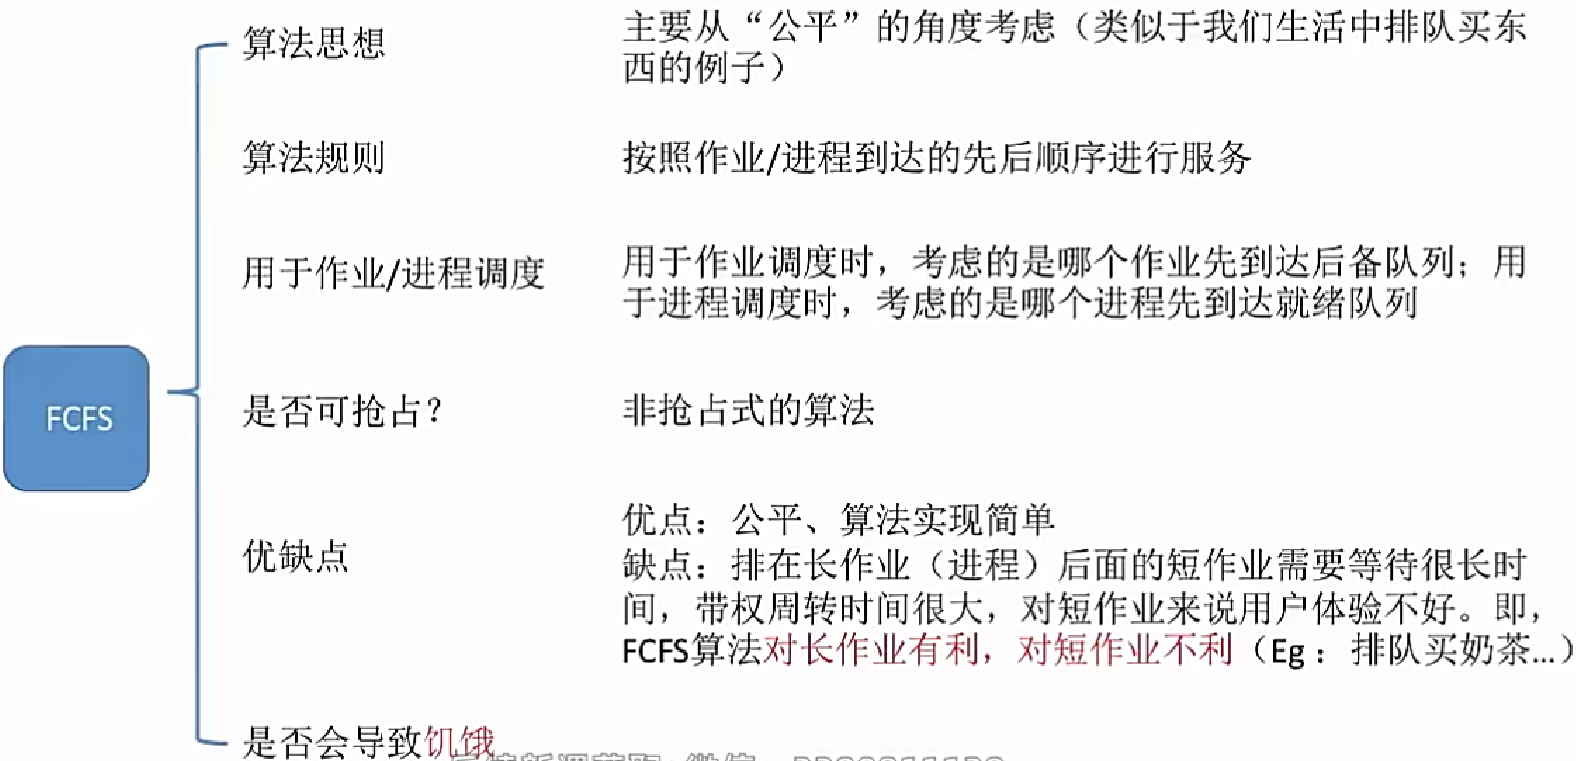 算法思想
主要从“公平”的角度考虑（类似于我们生活中排队买东
西的例子）
算法规则
按照作业/进程到达的先后顺序进行服务
用于作业/进程调度
用于作业调度时，考虑的是哪个作业先到达后备队列；用
于进程调度时，考虑的是哪个进程先到达就绪队列
FCFS
是否可抢占？
非抢占式的算法
优缺点
优点：公平、算法实现简单
缺点：排在长作业（进程）后面的短作业需要等待很长时
间，带权周转时间很大，对短作业来说用户体验不好。即，
FCFS算法对长作业有利，对短作业不利（Eg：排队买奶茶...）
是否会导致饥饿